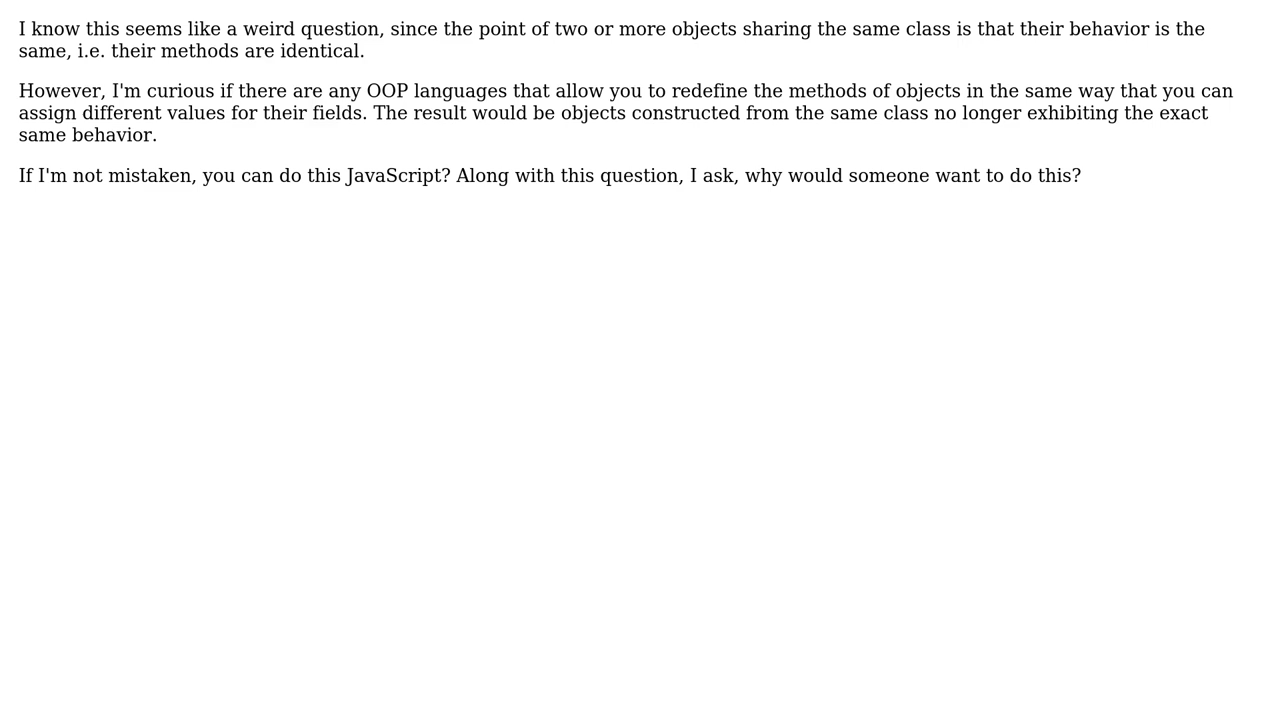 I know this seems like a weird question, since the point of two or more objects sharing the same class is that their behavior is the
same, i.e. their methods are identical.
However, I'm curious if there are any OOP languages that allow you to redefine the methods of objects in the same way that you can
assign different values for their fields. The result would be objects constructed from the same class no longer exhibiting the exact
same behavior.
If I'm not mistaken, you can do this JavaScript? Along with this question, I ask, why would someone want to do this?